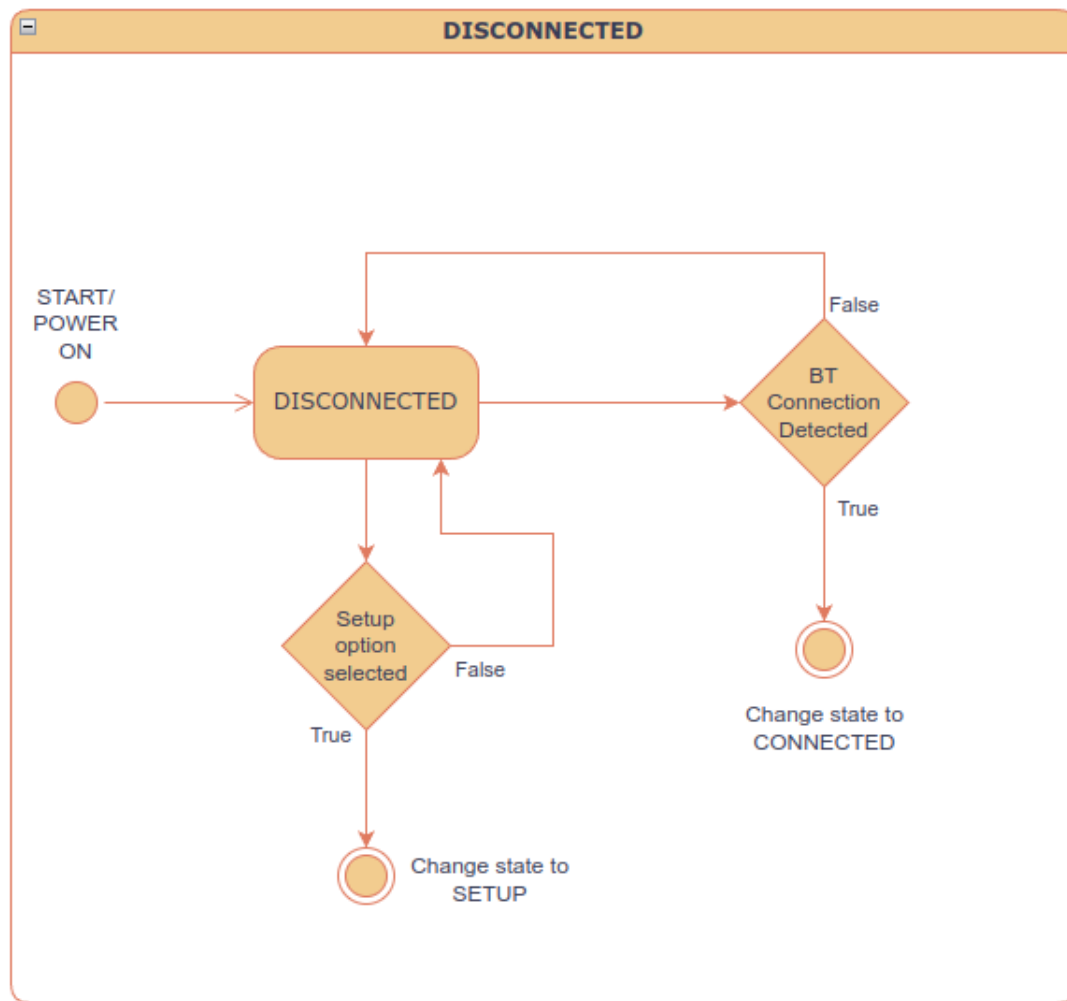 DISCONNECTED
START/
POWER
ON
DISCONNECTED
False
BT
Connection
Detected
True
Setup
option
selected
False
True
Change state to
CONNECTED
Change state to
SETUP